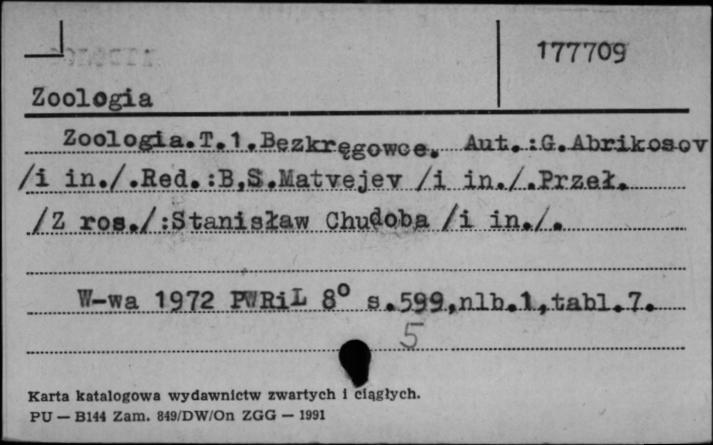 177709
Zoologia
Zoologia.T.1.Bezkręgowce. Aut.:G.Abrikosov
/i in./.Red.:B,S.Matvejev /i in./.Przeł.
/Z ros./:Stanisław Chudoba /i in./.
W-wa 1972 PWRiL 8° s.599,nlb.1,tabl.7.
5
Karta katalogowa wydawnictw zwartych i ciągłych.
PU — B144 Zam. 849/DW/On ZGG — 1991